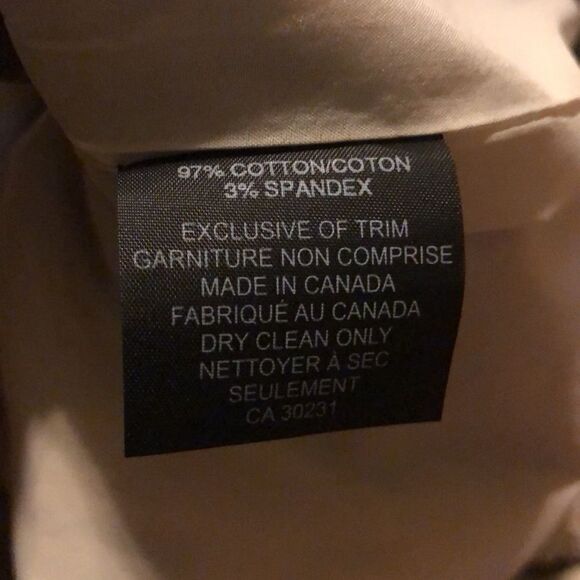 97% COTTON/COTON
3% SPANDEX
EXCLUSIVE OF TRIM
GARNITURE NON COMPRISE
MADE IN CANADA
FABRIQUÉ AU CANADA
DRY CLEAN ONLY
NETTOYER À SEC
SEULEMENT
CA 30231